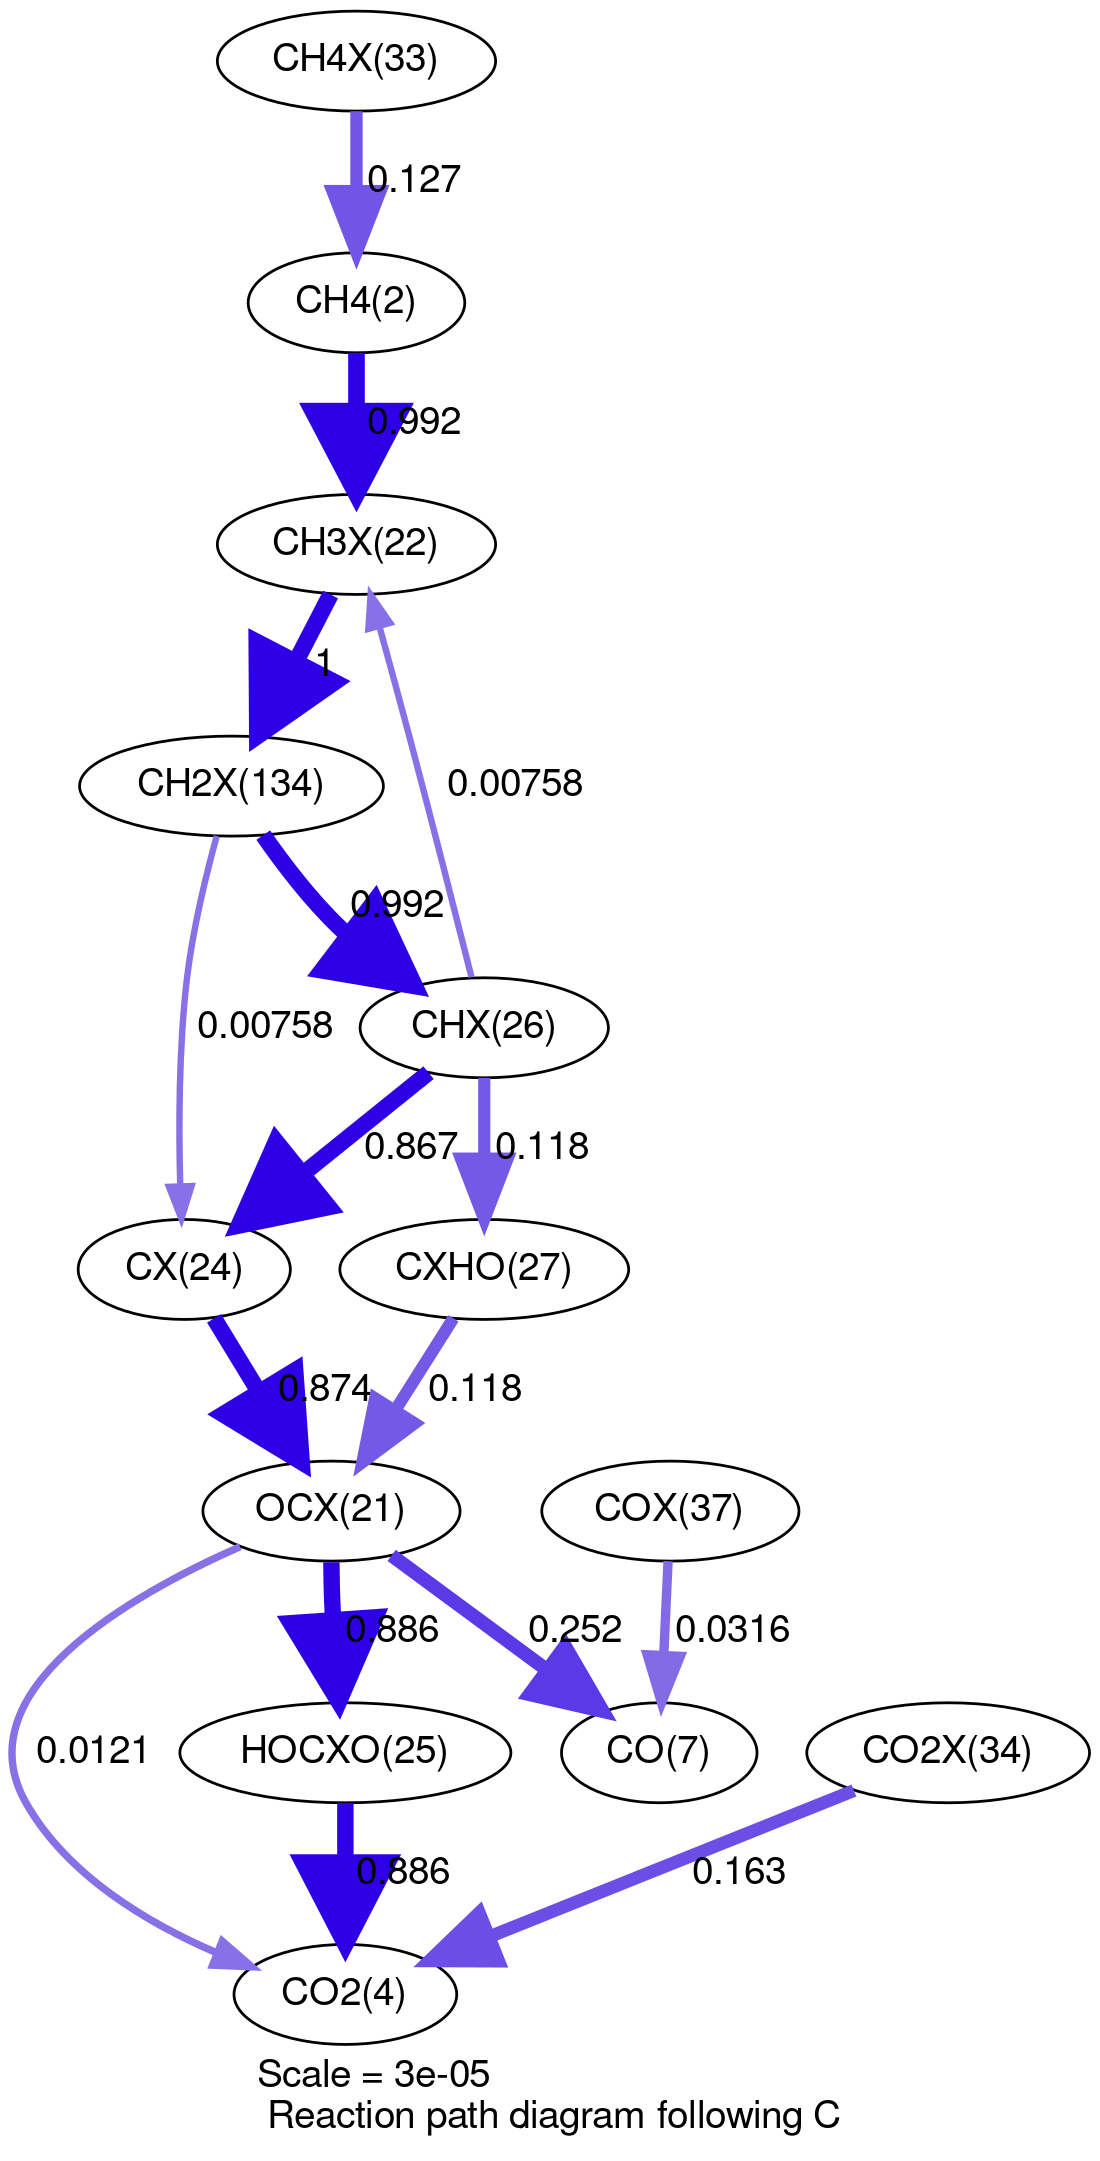 CH4X(33)
0.127
CH4(2)
0.992
CH3X(22)
1
CH2X(134)
0.00758
0.992
0.00758
CHX(26)
0.867
0.118
CX(24)
CXHO(27)
0.874
0.118
OCX(21)
COX(37)
0.886
0.252
0.0316
0.0121
HOCXO(25)
CO(7)
CO2X(34)
0.886
0.163
CO2(4)
Scale = 3e-05
Reaction path diagram following C